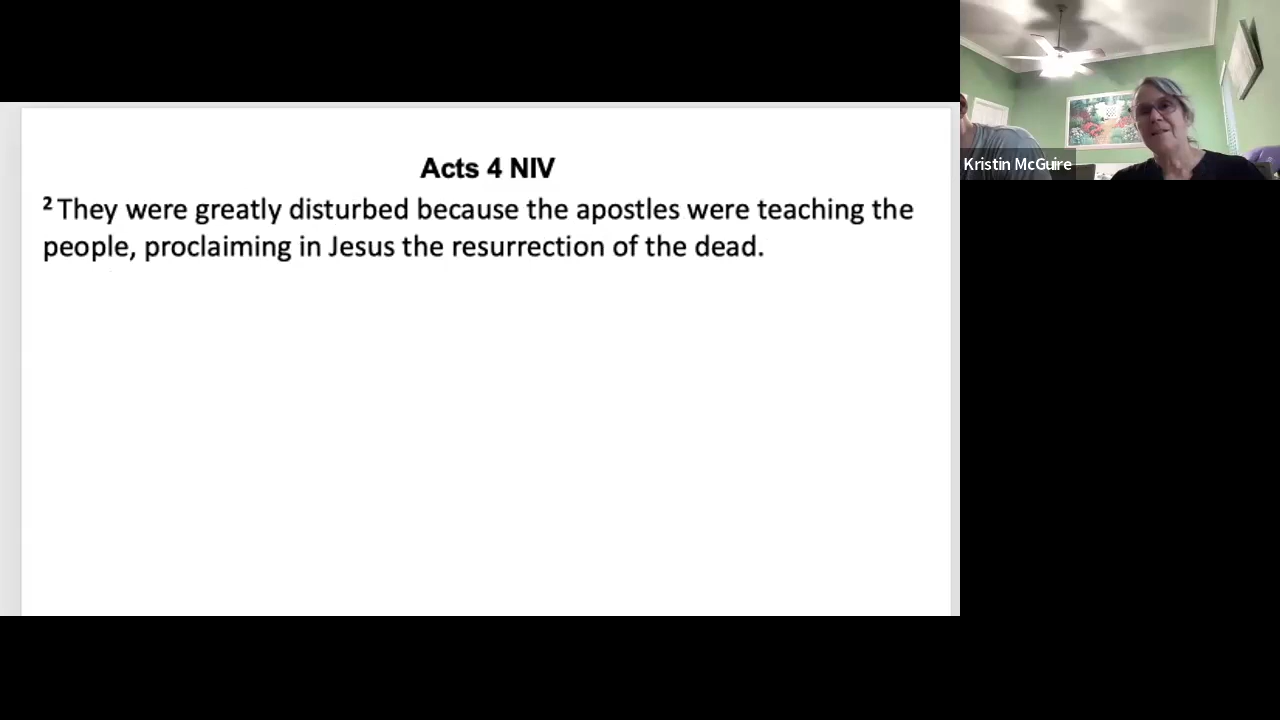 Acts 4 NIV
2 They were greatly disturbed because the apostles were teaching the
people, proclaiming in Jesus the resurrection of the dead.
Kristin McGuire